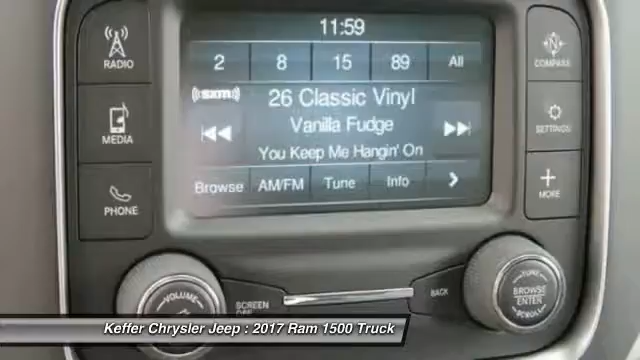 11:59
RADIO
2 8 15 89 All
COMPASS
((sxm))
26 Classic Vinyl
Vanilla Fudge
You Keep Me Hangin' On
MEDIA
SETTINGS
Browse AM/FM Tune Info >
PHONE
+
MORE
VOLUME
SCREEN
BACK
TUNE
BROWSE
ENTER
SCROLL
Keffer Chrysler Jeep : 2017 Ram 1500 Truck